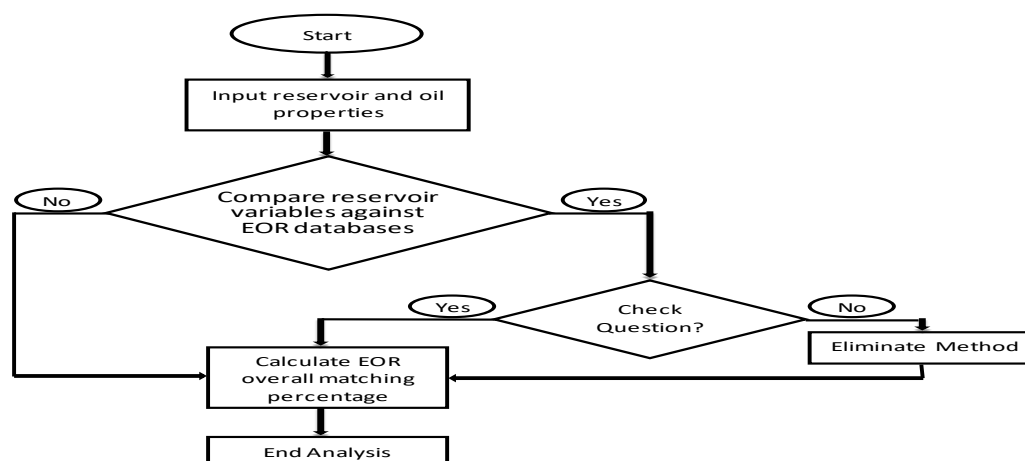 Start
Input reservoir and oil
properties
No
Compare reservoir
variables against
EOR databases
Yes
Yes
Check
Question?
No
Eliminate Method
Calculate EOR
overall matching
percentage
End Analysis